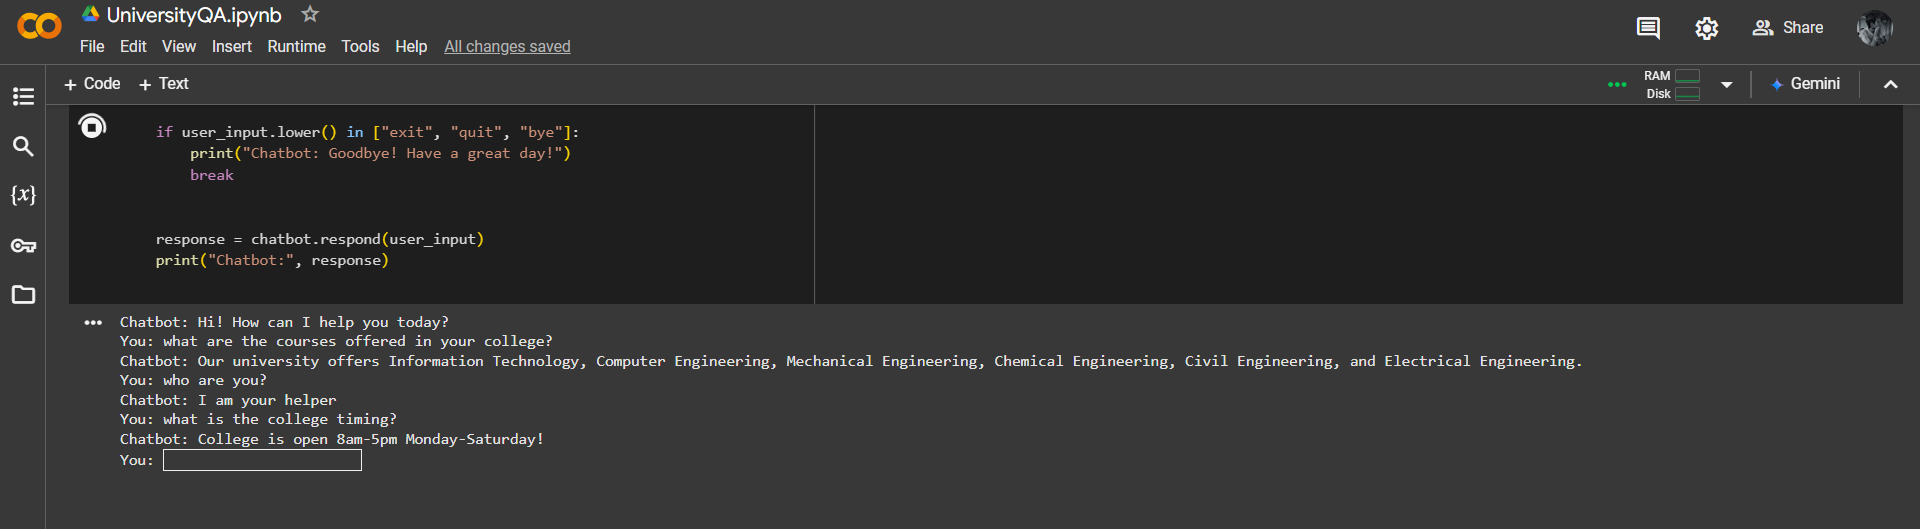 UniversityQA.ipynb
File Edit View Insert Runtime Tools Help All changes saved
Share
+ Code + Text
RAM
Disk
Gemini
{x}
if user_input.lower() in ["exit", "quit", "bye"]:
print("Chatbot: Goodbye! Have a great day!")
break
response = chatbot.respond(user_input)
print("Chatbot:", response)
Chatbot: Hi! How can I help you today?
You: what are the courses offered in your college?
Chatbot: Our university offers Information Technology, Computer Engineering, Mechanical Engineering, Chemical Engineering, Civil Engineering, and Electrical Engineering.
You: who are you?
Chatbot: I am your helper
You: what is the college timing?
Chatbot: College is open 8am-5pm Monday-Saturday!
You: